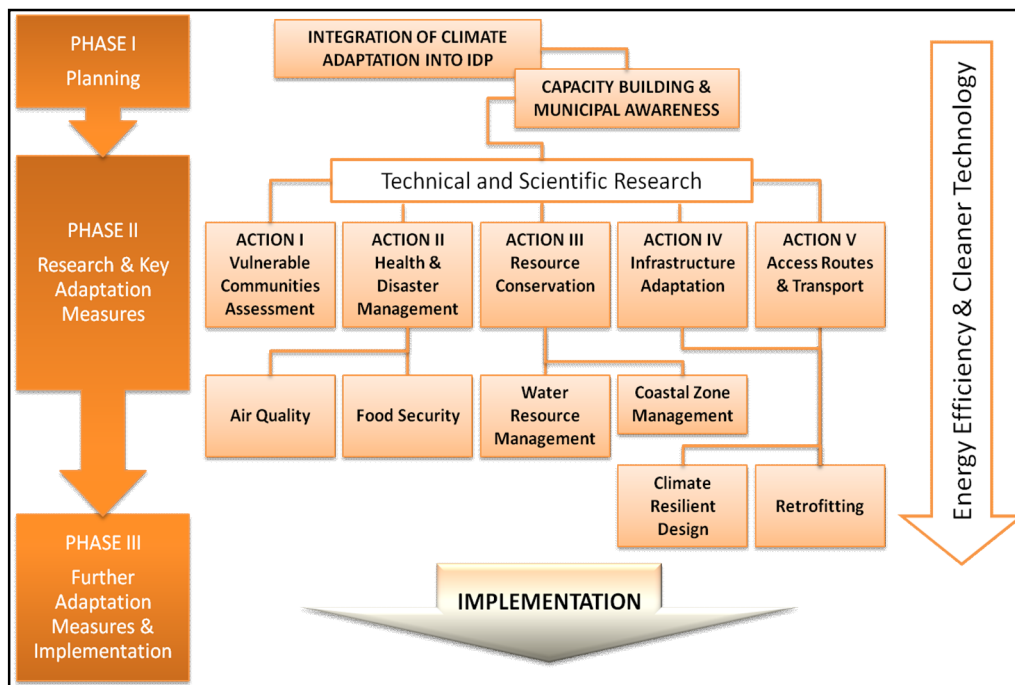 PHASE I
Planning
INTEGRATION OF CLIMATE
ADAPTATION INTO IDP
CAPACITY BUILDING &
MUNICIPAL AWARENESS
PHASE II
Research & Key
Adaptation
Measures
Technical and Scientific Research
ACTION I
Vulnerable
Communities
Assessment
ACTION II
Health &
Disaster
Management
ACTION III
Resource
Conservation
ACTION IV
Infrastructure
Adaptation
ACTION V
Access Routes
& Transport
Air Quality
Food Security
Water
Resource
Management
Coastal Zone
Management
Climate
Resilient
Design
Retrofitting
PHASE III
Further
Adaptation
Measures &
Implementation
IMPLEMENTATION
Energy Efficiency & Cleaner Technology